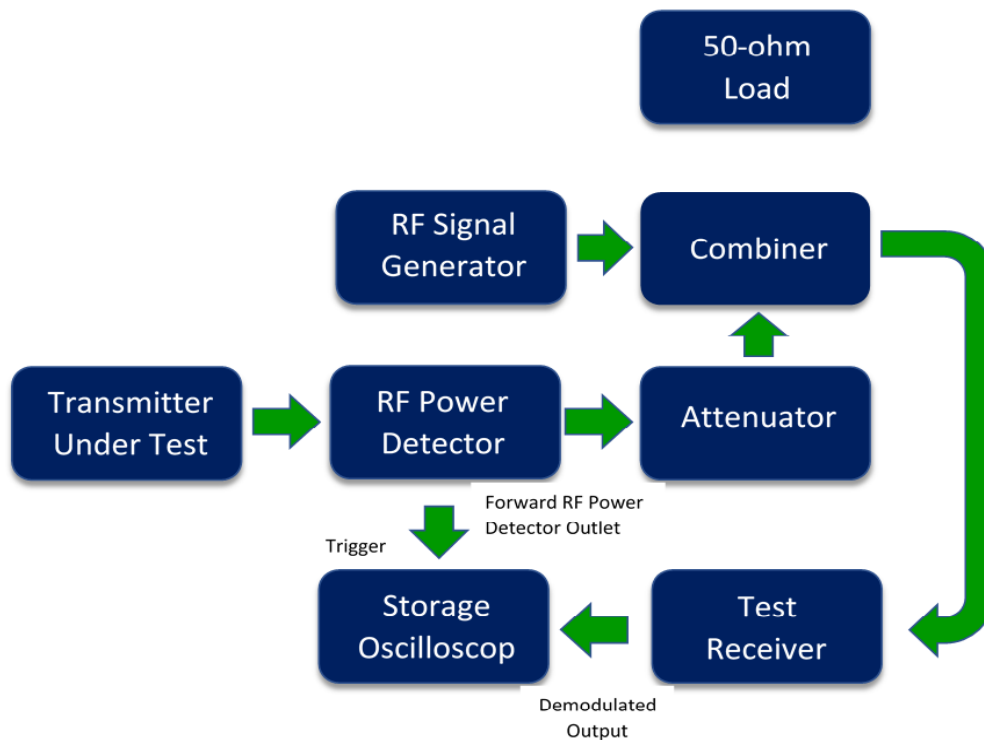 50-ohm
Load
RF Signal
Generator
Combiner
Transmitter
Under Test
RF Power
Detector
Attenuator
Forward RF Power
Detector Outlet
Trigger
Storage
Oscilloscop
Test
Receiver
Demodulated
Output